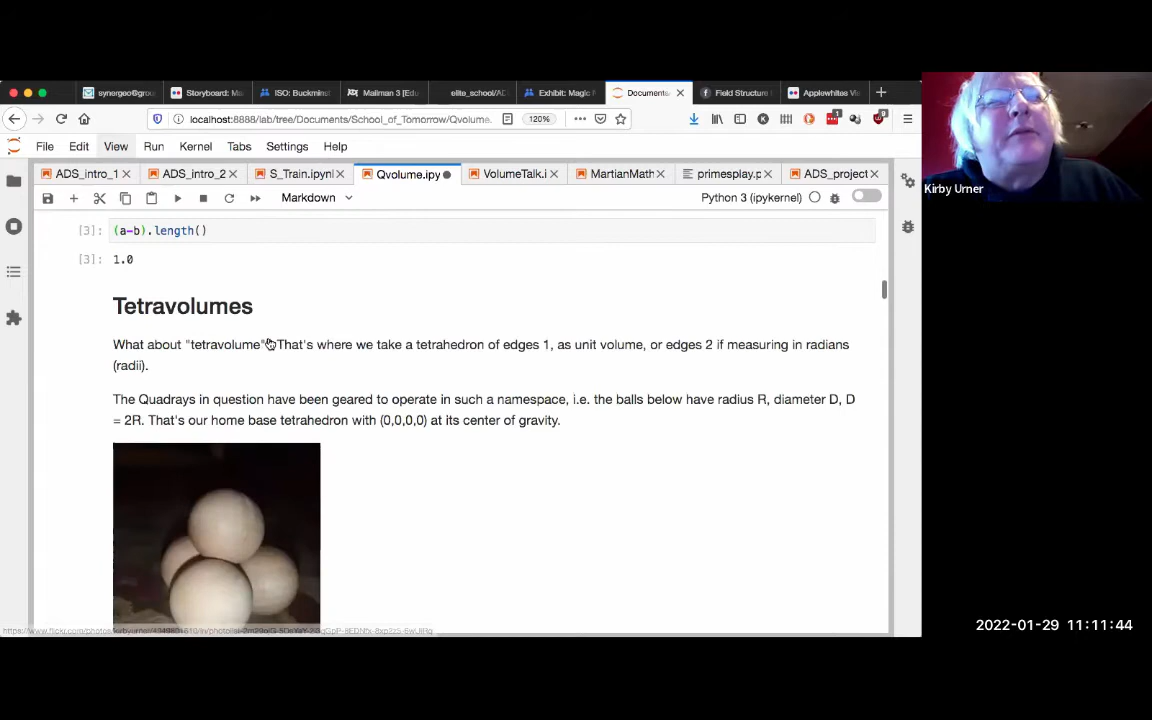 synergeo@grou
Storyboard: Ma
ISO: Buckminst
Mailman 3 [Edu
elite_school/AD
Exhibit: Magic F
Documents/
Field Structure
Applewhites Vi
localhost:8888/lab/tree/Documents/School_of_Tomorrow/Qvolume.
120%
File Edit View Run Kernel Tabs Settings Help
ADS_intro_1
ADS_intro_2
S_Train.ipynl
Qvolume.ipy
VolumeTalk.i
MartianMath
primesplay.p
ADS_project
Markdown
Python 3 (ipykernel)
[3]: (a-b).length()
[3]: 1.0
Tetravolumes
What about "tetravolume" That's where we take a tetrahedron of edges 1, as unit volume, or edges 2 if measuring in radians
(radii).
The Quadrays in question have been geared to operate in such a namespace, i.e. the balls below have radius R, diameter D, D
= 2R. That's our home base tetrahedron with (0,0,0,0) at its center of gravity.
Kirby Urner
2022-01-29 11:11:44